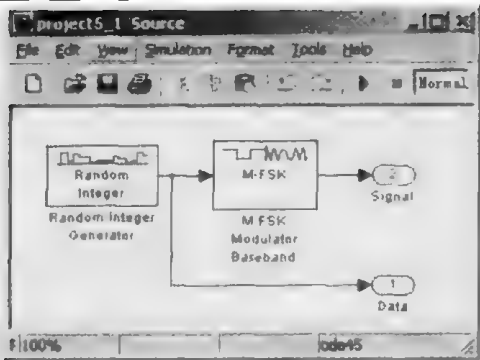 project5_1 Source
File Edit View Simulation Format Tools Help
Normal
Random
Integer
Random Integer
Generator
M-FSK
M-FSK
Modulator
Baseband
2
Signal
1
Data
100%
ode45